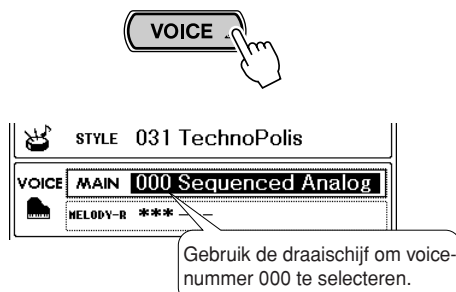 VOICE
STYLE 031 TechnoPolis
VOICE MAIN 000 Sequenced Analog
MELODY-R *** ---
Gebruik de draaischijf om voice-
nummer 000 te selecteren.